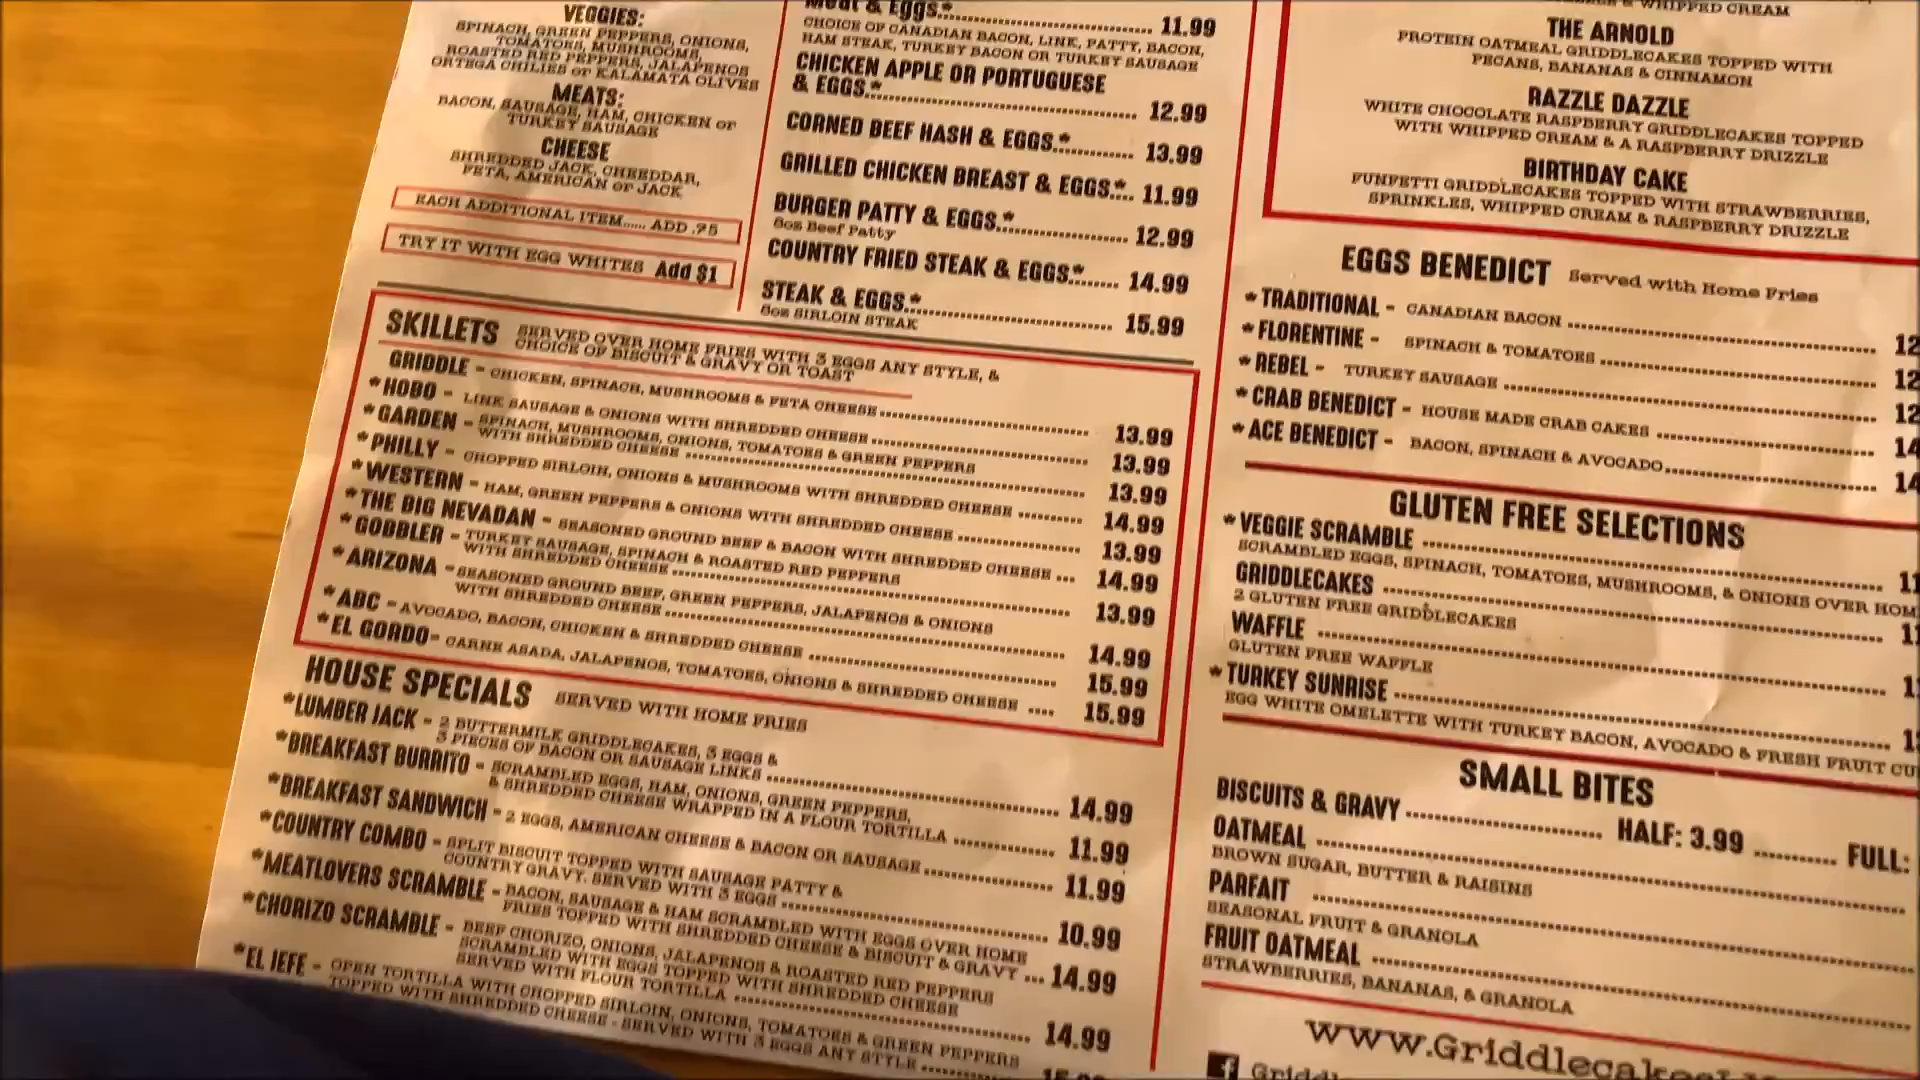 VEGGIES:
SPINACH, GREEN PEPPERS, ONIONS,
TOMATOES, MUSHROOMS,
ROASTED RED PEPPERS, JALAPENOS
ORTEGA CHILIES or KALAMATA OLIVES
MEATS:
BACON, SAUSAGE, HAM, CHICKEN or
TURKEY SAUSAGE
CHEESE
SHREDDED JACK, CHEEDDAR,
FETA, AMERICAN or JACK
EACH ADDITIONAL ITEM...... ADD .75
TRY IT WITH EGG WHITES Add $1
Meat & Eggs* 11.99
CHOICE OF CANADIAN BACON, LINK, PATTY, BACON,
HAM STEAK, TURKEY BACON OR TURKEY SAUSAGE
CHICKEN APPLE OR PORTUGUESE
& EGGS.* 12.99
CORNED BEEF HASH & EGGS.* 13.99
GRILLED CHICKEN BREAST & EGGS.* 11.99
BURGER PATTY & EGGS.* 12.99
8oz Beef Patty
COUNTRY FRIED STEAK & EGGS.* 14.99
STEAK & EGGS.* 15.99
8oz SIRLOIN STEAK
SKILLETS SERVED OVER HOME FRIES WITH 3 EGGS ANY STYLE, &
CHOICE OF BISCUIT & GRAVY OR TOAST
GRIDDLE - CHICKEN, SPINACH, MUSHROOMS & FETA CHEESE 13.99
*HOBO - LINK SAUSAGE & ONIONS WITH SHREDDED CHEESE 13.99
*GARDEN - SPINACH, MUSHROOMS, ONIONS, TOMATOES & GREEN PEPPERS
WITH SHREDDED CHEESE 13.99
*PHILLY - CHOPPED SIRLOIN, ONIONS & MUSHROOMS WITH SHREDDED CHEESE 14.99
*WESTERN - HAM, GREEN PEPPERS & ONIONS WITH SHREDDED CHEESE 13.99
*THE BIG NEVADAN - SEASONED GROUND BEEF & BACON WITH SHREDDED CHEESE ... 14.99
*GOBBLER - TURKEY SAUSAGE, SPINACH & ROASTED RED PEPPERS
WITH SHREDDED CHEESE 13.99
*ARIZONA - SEASONED GROUND BEEF, GREEN PEPPERS, JALAPENOS & ONIONS
WITH SHREDDED CHEESE 14.99
*ABC - AVOCADO, BACON, CHICKEN & SHREDDED CHEESE 15.99
*EL GORDO- CARNE ASADA, JALAPENOS, TOMATOES, ONIONS & SHREDDED CHEESE .... 15.99
HOUSE SPECIALS SERVED WITH HOME FRIES
*LUMBER JACK - 2 BUTTERMILK GRIDDLECAKES, 3 EGGS &
3 PIECES OF BACON OR SAUSAGE LINKS 14.99
*BREAKFAST BURRITO - SCRAMBLED EGGS, HAM, ONIONS, GREEN PEPPERS,
& SHREDDED CHEESE WRAPPED IN A FLOUR TORTILLA 11.99
*BREAKFAST SANDWICH - 2 EGGS, AMERICAN CHEESE & BACON OR SAUSAGE 11.99
*COUNTRY COMBO - SPLIT BISCUIT TOPPED WITH SAUSAGE PATTY &
COUNTRY GRAVY. SERVED WITH 3 EGGS 10.99
*MEATLOVERS SCRAMBLE - BACON, SAUSAGE & HAM SCRAMBLED WITH EGGS OVER HOME
FRIES TOPPED WITH SHREDDED CHEESE & BISCUIT & GRAVY ... 14.99
*CHORIZO SCRAMBLE - BEEF CHORIZO, ONIONS, JALAPENOS & ROASTED RED PEPPERS
SCRAMBLED WITH EGGS TOPPED WITH SHREDDED CHEESE
SERVED WITH FLOUR TORTILLA 14.99
*EL JEFE - OPEN TORTILLA WITH CHOPPED SIRLOIN, ONIONS, TOMATOES & GREEN PEPPERS
TOPPED WITH SHREDDED CHEESE - SERVED WITH 3 EGGS ANY STYLE
& WHIPPED CREAM
THE ARNOLD
PROTEIN OATMEAL GRIDDLECAKES TOPPED WITH
PECANS, BANANAS & CINNAMON
RAZZLE DAZZLE
WHITE CHOCOLATE RASPBERRY GRIDDLECAKES TOPPED
WITH WHIPPED CREAM & A RASPBERRY DRIZZLE
BIRTHDAY CAKE
FUNFETTI GRIDDLECAKES TOPPED WITH STRAWBERRIES,
SPRINKLES, WHIPPED CREAM & RASPBERRY DRIZZLE
EGGS BENEDICT Served with Home Fries
*TRADITIONAL - CANADIAN BACON 12
*FLORENTINE - SPINACH & TOMATOES 12
*REBEL - TURKEY SAUSAGE 12
*CRAB BENEDICT - HOUSE MADE CRAB CAKES 14
*ACE BENEDICT - BACON, SPINACH & AVOCADO 14
GLUTEN FREE SELECTIONS
*VEGGIE SCRAMBLE
SCRAMBLED EGGS, SPINACH, TOMATOES, MUSHROOMS, & ONIONS OVER HOM
GRIDDLECAKES
2 GLUTEN FREE GRIDDLECAKES
WAFFLE
GLUTEN FREE WAFFLE
*TURKEY SUNRISE
EGG WHITE OMELETTE WITH TURKEY BACON, AVOCADO & FRESH FRUIT CU
SMALL BITES
BISCUITS & GRAVY HALF: 3.99 FULL:
OATMEAL
BROWN SUGAR, BUTTER & RAISINS
PARFAIT
SEASONAL FRUIT & GRANOLA
FRUIT OATMEAL
STRAWBERRIES, BANANAS, & GRANOLA
www.Griddlecakes
Griddl